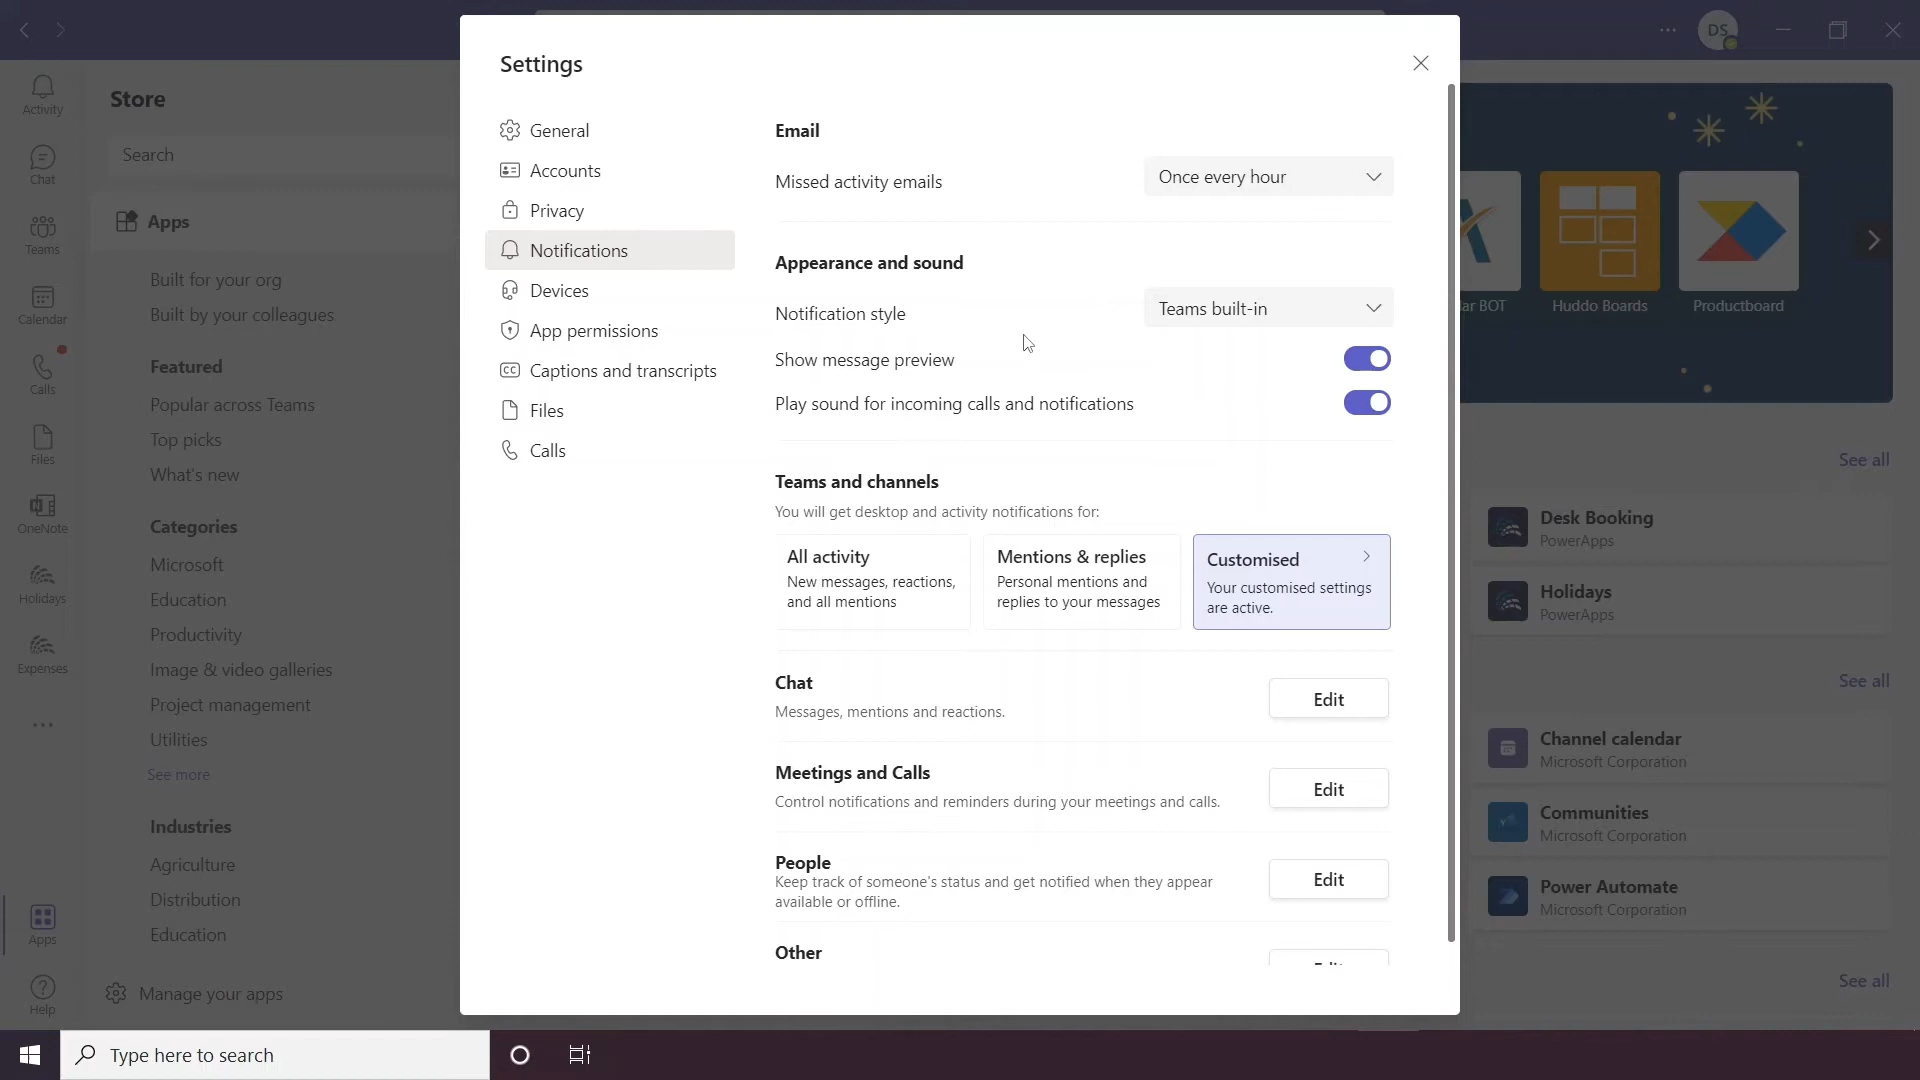 DS
Activity
Chat
Teams
Calendar
Calls
Files
OneNote
Holidays
Expenses
Apps
Help
Store
Search
Apps
Built for your org
Built by your colleagues
Featured
Popular across Teams
Top picks
What's new
Categories
Microsoft
Education
Productivity
Image & video galleries
Project management
Utilities
See more
Industries
Agriculture
Distribution
Education
Manage your apps
Settings
General
Accounts
Privacy
Notifications
Devices
App permissions
CC Captions and transcripts
Files
Calls
Email
Missed activity emails
Once every hour
Appearance and sound
Notification style
Teams built-in
Show message preview
Play sound for incoming calls and notifications
Teams and channels
You will get desktop and activity notifications for:
All activity
New messages, reactions,
and all mentions
Mentions & replies
Personal mentions and
replies to your messages
Customised
Your customised settings
are active.
Chat
Messages, mentions and reactions.
Edit
Meetings and Calls
Control notifications and reminders during your meetings and calls.
Edit
People
Keep track of someone's status and get notified when they appear
available or offline.
Edit
Other
BOT
Huddo Boards
Productboard
See all
Desk Booking
PowerApps
Holidays
PowerApps
See all
Channel calendar
Microsoft Corporation
Communities
Microsoft Corporation
Power Automate
Microsoft Corporation
See all
Type here to search